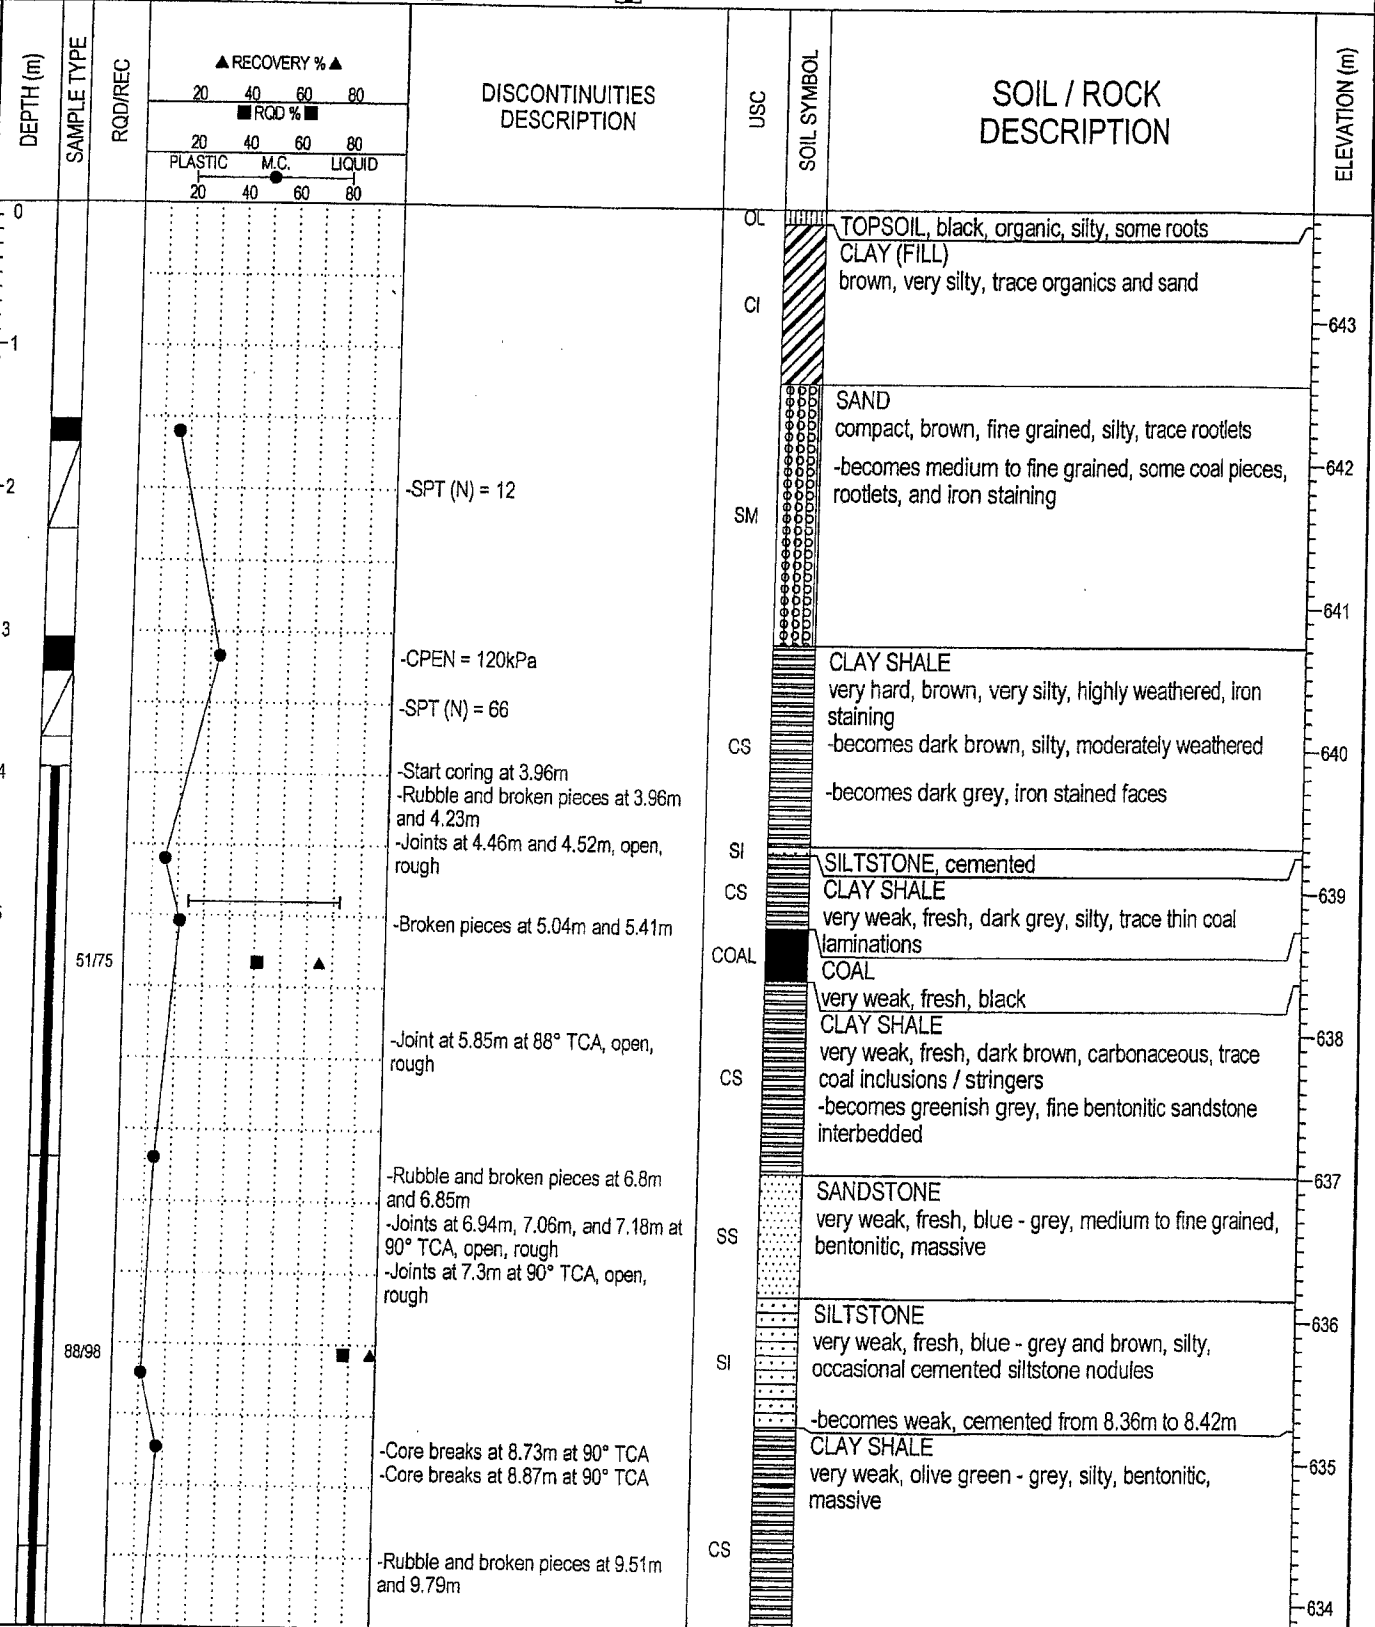 DEPTH (m)
SAMPLE TYPE
RQD/REC
▲ RECOVERY % ▲
20 40 60 80
■ RQD % ■
20 40 60 80
PLASTIC M.C. LIQUID
20 40 60 80
DISCONTINUITIES
DESCRIPTION
USC
SOIL SYMBOL
SOIL / ROCK
DESCRIPTION
ELEVATION (m)
0
1
2
3
4
51/75
88/98
-SPT (N) = 12
-CPEN = 120kPa
-SPT (N) = 66
-Start coring at 3.96m
-Rubble and broken pieces at 3.96m
and 4.23m
-Joints at 4.46m and 4.52m, open,
rough
-Broken pieces at 5.04m and 5.41m
-Joint at 5.85m at 88° TCA, open,
rough
-Rubble and broken pieces at 6.8m
and 6.85m
-Joints at 6.94m, 7.06m, and 7.18m at
90° TCA, open, rough
-Joints at 7.3m at 90° TCA, open,
rough
-Core breaks at 8.73m at 90° TCA
-Core breaks at 8.87m at 90° TCA
-Rubble and broken pieces at 9.51m
and 9.79m
OL
CI
SM
CS
SI
CS
COAL
CS
SS
SI
CS
TOPSOIL, black, organic, silty, some roots
CLAY (FILL)
brown, very silty, trace organics and sand
SAND
compact, brown, fine grained, silty, trace rootlets
-becomes medium to fine grained, some coal pieces,
rootlets, and iron staining
CLAY SHALE
very hard, brown, very silty, highly weathered, iron
staining
-becomes dark brown, silty, moderately weathered
-becomes dark grey, iron stained faces
SILTSTONE, cemented
CLAY SHALE
very weak, fresh, dark grey, silty, trace thin coal
laminations
COAL
very weak, fresh, black
CLAY SHALE
very weak, fresh, dark brown, carbonaceous, trace
coal inclusions / stringers
-becomes greenish grey, fine bentonitic sandstone
interbedded
SANDSTONE
very weak, fresh, blue - grey, medium to fine grained,
bentonitic, massive
SILTSTONE
very weak, fresh, blue - grey and brown, silty,
occasional cemented siltstone nodules
-becomes weak, cemented from 8.36m to 8.42m
CLAY SHALE
very weak, olive green - grey, silty, bentonitic,
massive
643
642
641
640
639
638
637
636
635
634